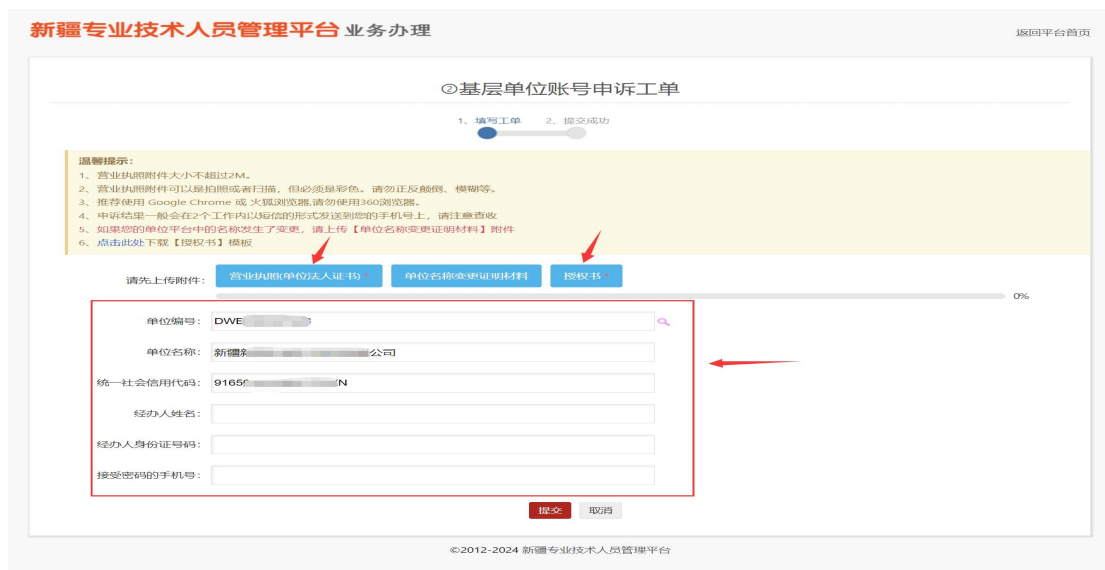 新疆专业技术人员管理平台 业务办理
返回平台首页
②基层单位账号申诉工单
1、填写工单 2、提交成功
温馨提示：
1、营业执照附件大小不超过2M。
2、营业执照附件可以是拍照或者扫描，但必须是彩色。请勿正反颠倒、模糊等。
3、推荐使用 Google Chrome 或 火狐浏览器,请勿使用360浏览器。
4、申诉结果一般会在2个工作内以短信的形式发送到您的手机号上，请注意查收
5、如果您的单位平台中的名称发生了变更，请上传【单位名称变更证明材料】附件
6、点击此处下载【授权书】模板
请先上传附件： 营业执照(单位法人证书) * 单位名称变更证明材料 授权书 *
0%
单位编号： DWE
单位名称： 新疆 公司
统一社会信用代码： 9165 N
经办人姓名：
经办人身份证号码：
接受密码的手机号：
提交 取消
©2012-2024 新疆专业技术人员管理平台